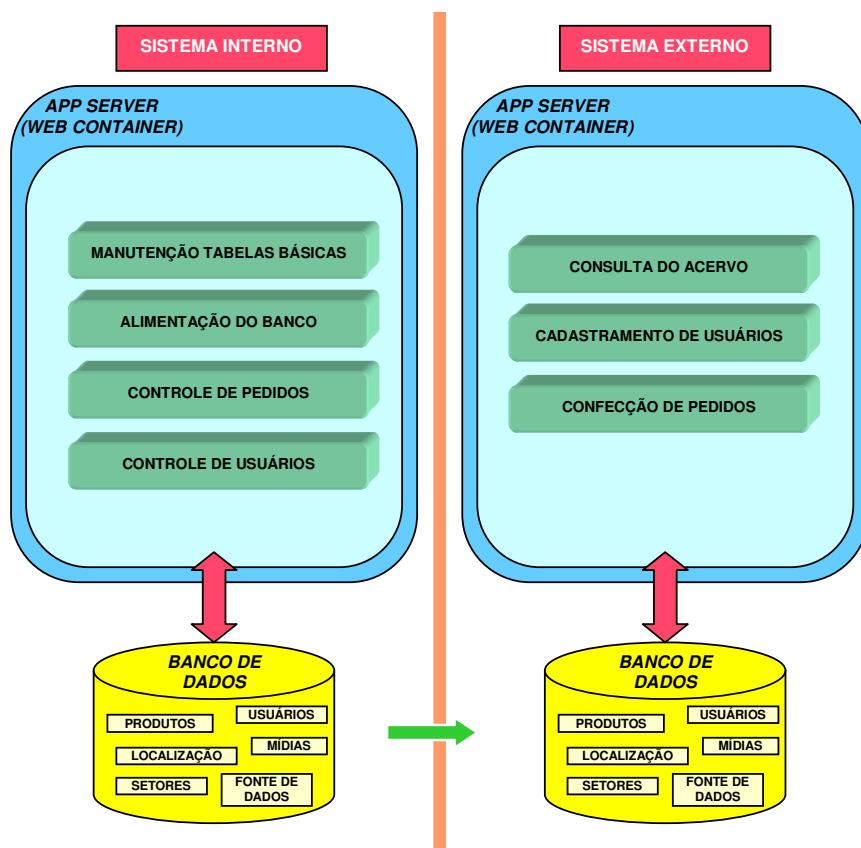 SISTEMA INTERNO
APP SERVER
(WEB CONTAINER)
MANUTENÇÃO TABELAS BÁSICAS
ALIMENTAÇÃO DO BANCO
CONTROLE DE PEDIDOS
CONTROLE DE USUÁRIOS
BANCO DE
DADOS
PRODUTOS
USUÁRIOS
LOCALIZAÇÃO
MÍDIAS
SETORES
FONTE DE
DADOS
SISTEMA EXTERNO
APP SERVER
(WEB CONTAINER)
CONSULTA DO ACERVO
CADASTRAMENTO DE USUÁRIOS
CONFECÇÃO DE PEDIDOS
BANCO DE
DADOS
PRODUTOS
USUÁRIOS
LOCALIZAÇÃO
MÍDIAS
SETORES
FONTE DE
DADOS